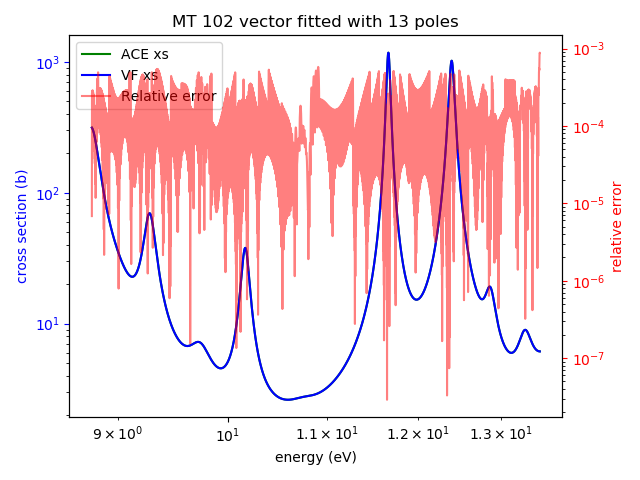 MT 102 vector fitted with 13 poles
ACE xs
VF xs
Relative error
cross section (b)
10³
10²
10¹
relative error
10⁻³
10⁻⁴
10⁻⁵
10⁻⁶
10⁻⁷
9 × 10⁰
10¹
1.1 × 10¹
1.2 × 10¹
1.3 × 10¹
energy (eV)